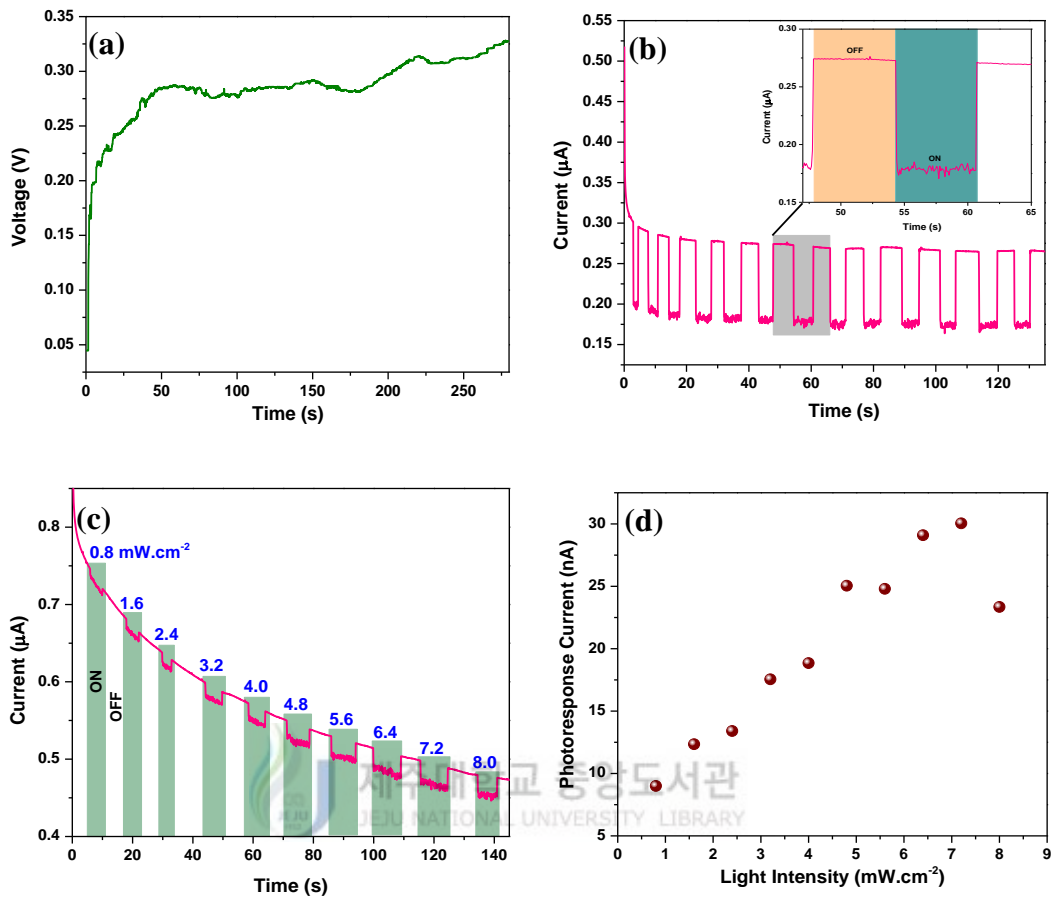 (a)
0.35
0.30
0.25
0.20
0.15
0.10
0.05
Voltage (V)
0 50 100 150 200 250
Time (s)
(b)
0.55
0.50
0.45
0.40
0.35
0.30
0.25
0.20
0.15
Current (µA)
0 20 40 60 80 100 120
Time (s)
0.30
0.25
0.20
0.15
Current (µA)
OFF
ON
50 55 60 65
Time (s)
(c)
0.8
0.7
0.6
0.5
0.4
Current (µA)
0.8 mW.cm⁻²
1.6
2.4
3.2
4.0
4.8
5.6
6.4
7.2
8.0
ON
OFF
0 20 40 60 80 100 120 140
Time (s)
(d)
30
25
20
15
10
5
Photoresponse Current (nA)
0 1 2 3 4 5 6 7 8 9
Light Intensity (mW.cm⁻²)
제주대학교 중앙도서관
JEJU NATIONAL UNIVERSITY LIBRARY
JEJU